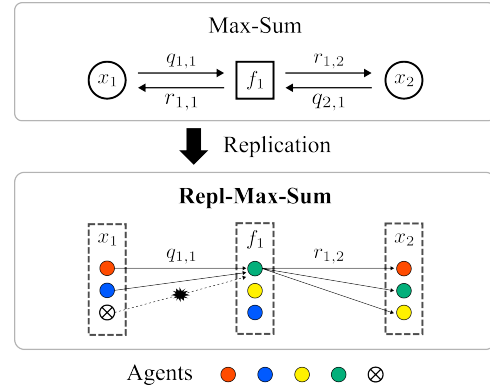 Max-Sum
x₁ q₁,₁ f₁ r₁,₂ x₂
r₁,₁ q₂,₁
Replication
Repl-Max-Sum
x₁ f₁ x₂
q₁,₁ r₁,₂
Agents